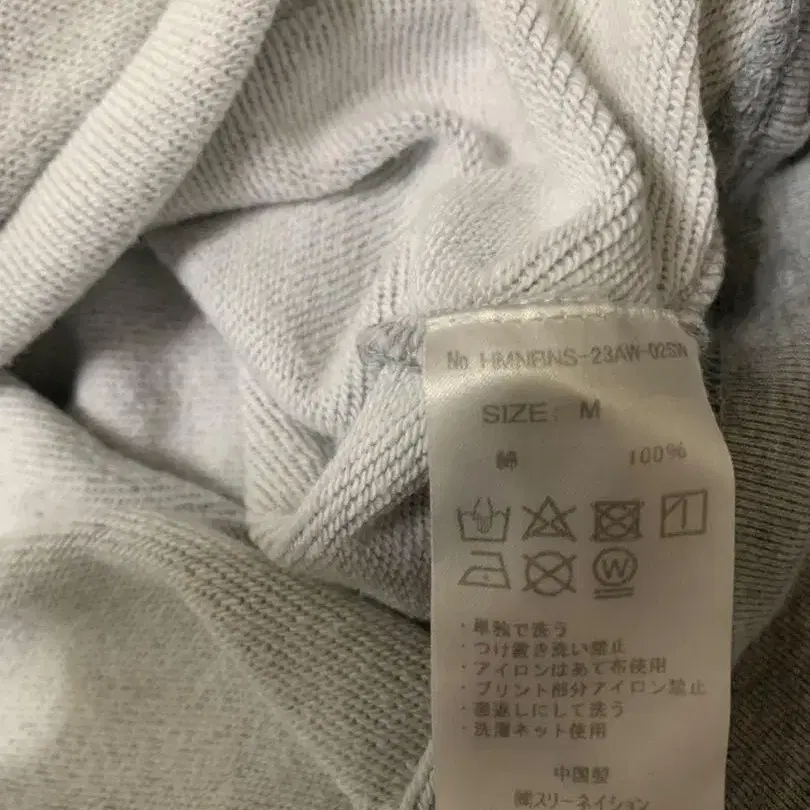 No HMNRWS-23AW-02SW
SIZE: M
綿 100%
W
・単独で洗う
・つけ置き洗い禁止
・アイロンはあて布使用
・プリント部分アイロン禁止
・裏返しにして洗う
・洗濯ネット使用
中国製
㈱スリーネイション